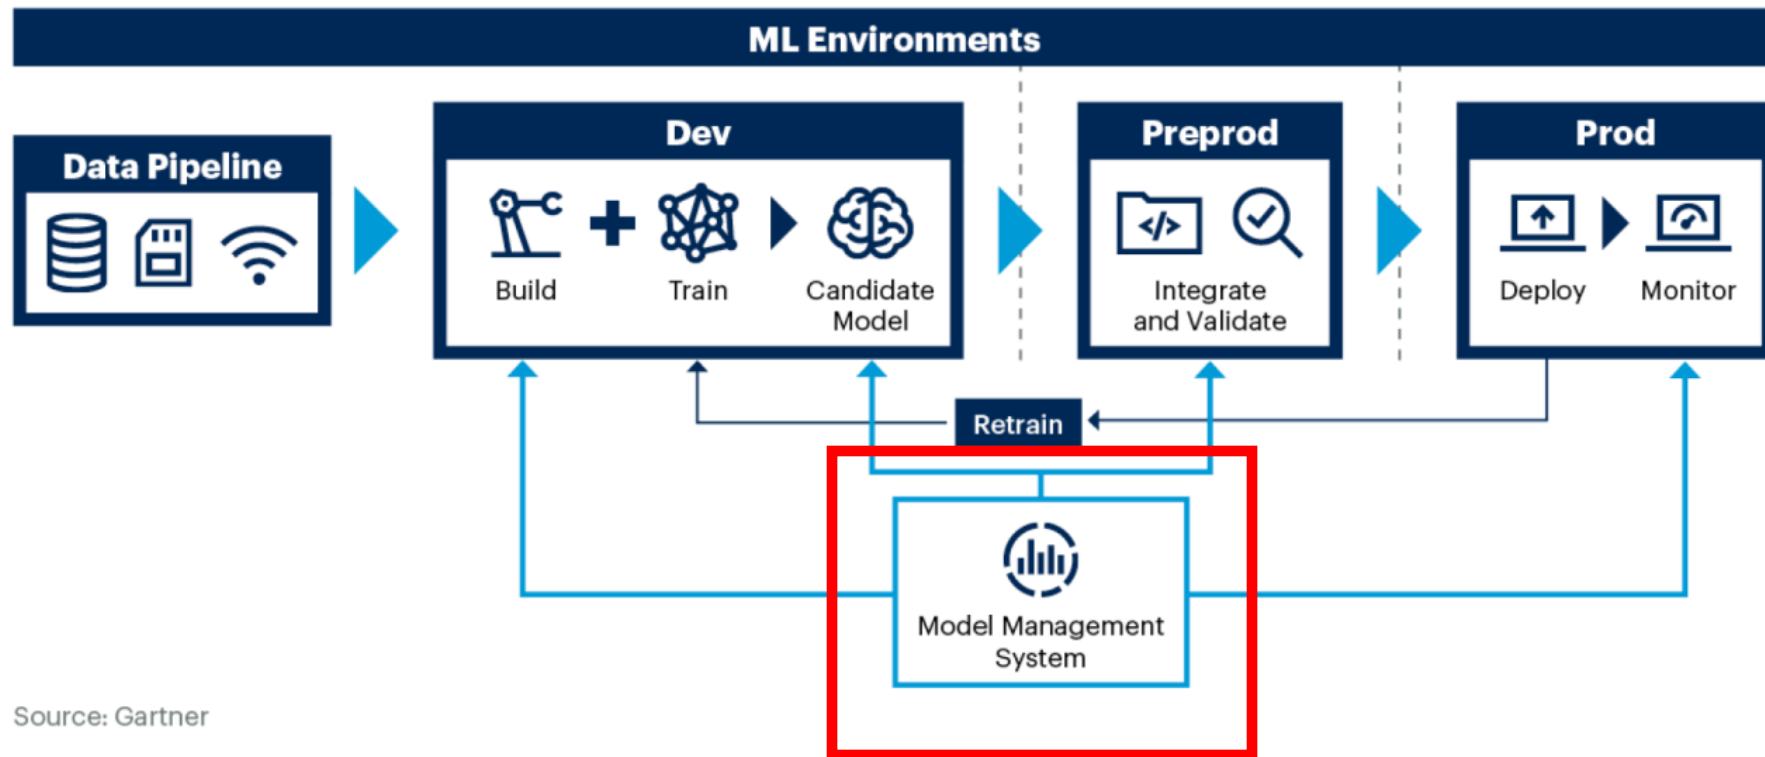 ML Environments
Data Pipeline
Dev
Build
Train
Candidate
Model
Preprod
</>
Integrate
and Validate
Prod
Deploy
Monitor
Retrain
Model Management
System
Source: Gartner